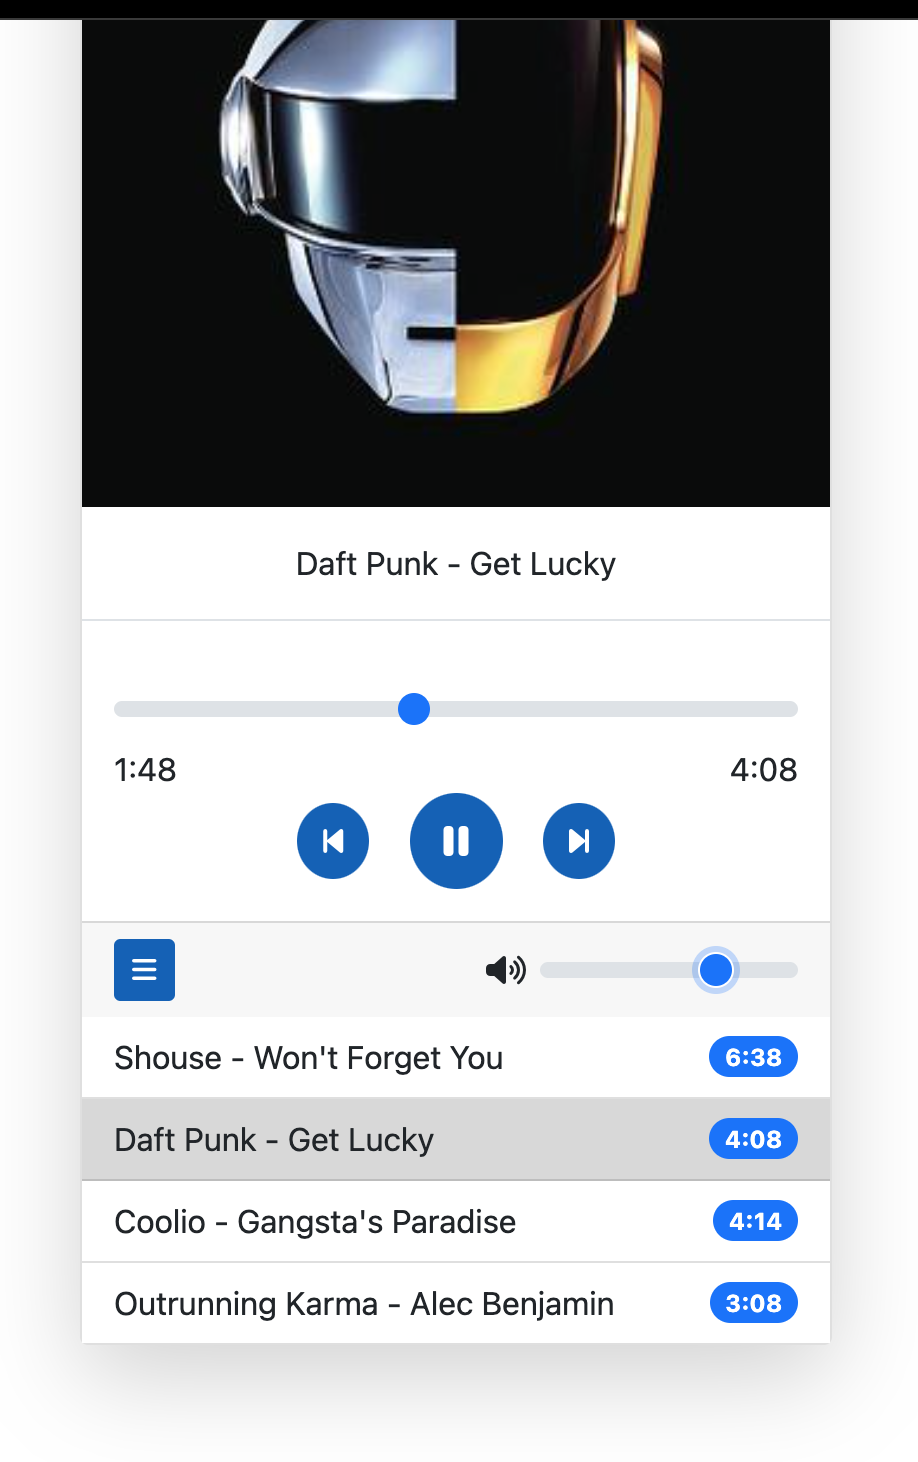 Daft Punk - Get Lucky
1:48 4:08
Shouse - Won't Forget You 6:38
Daft Punk - Get Lucky 4:08
Coolio - Gangsta's Paradise 4:14
Outrunning Karma - Alec Benjamin 3:08